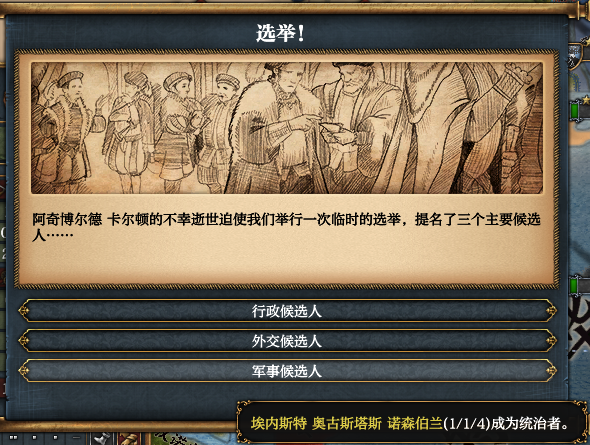 选举!
阿奇博尔德 卡尔顿的不幸逝世迫使我们举行一次临时的选举，提名了三个主要候选
人……
行政候选人
外交候选人
军事候选人
埃内斯特 奥古斯塔斯 诺森伯兰(1/1/4)成为统治者。